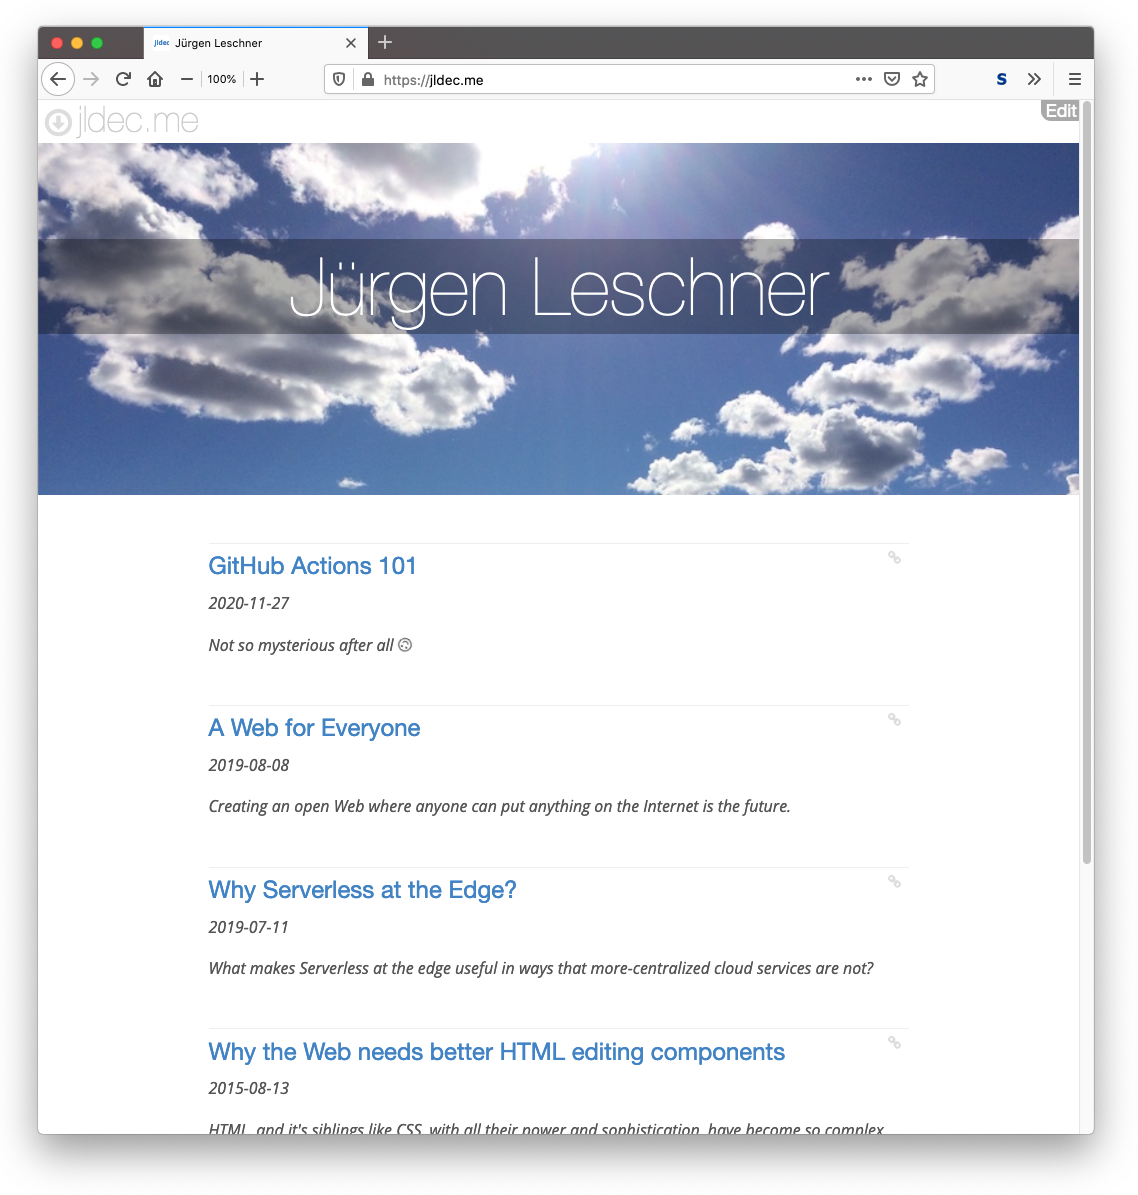 jldec Jürgen Leschner
100%
https://jldec.me
S
jldec.me
Edit
Jürgen Leschner
GitHub Actions 101
2020-11-27
Not so mysterious after all 🙃
A Web for Everyone
2019-08-08
Creating an open Web where anyone can put anything on the Internet is the future.
Why Serverless at the Edge?
2019-07-11
What makes Serverless at the edge useful in ways that more-centralized cloud services are not?
Why the Web needs better HTML editing components
2015-08-13
HTML, and it's siblings like CSS, with all their power and sophistication, have become so complex